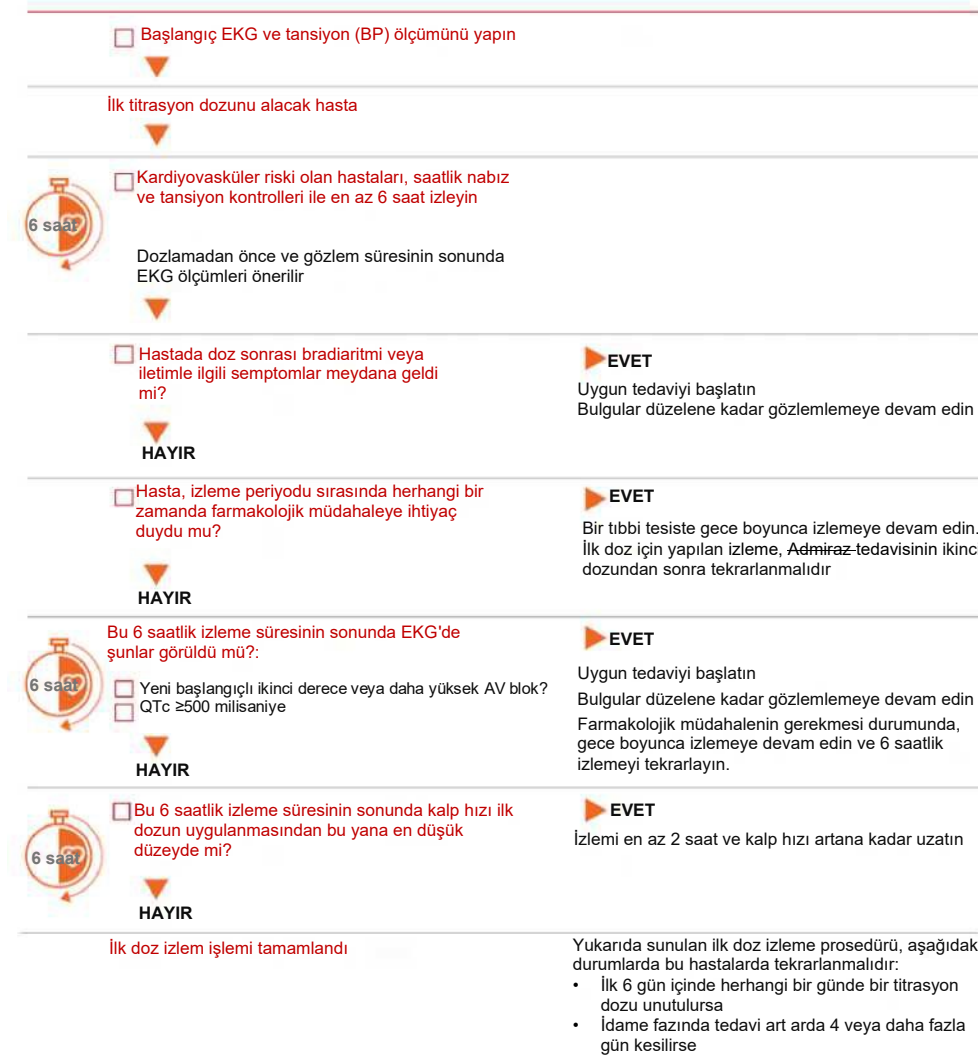 Başlangıç EKG ve tansiyon (BP) ölçümünü yapın
İlk titrasyon dozunu alacak hasta
6 saat
Kardiyovasküler riski olan hastaları, saatlik nabız
ve tansiyon kontrolleri ile en az 6 saat izleyin
Dozlamadan önce ve gözlem süresinin sonunda
EKG ölçümleri önerilir
Hastada doz sonrası bradiaritmi veya
iletimle ilgili semptomlar meydana geldi
mi?
HAYIR
EVET
Uygun tedaviyi başlatın
Bulgular düzelene kadar gözlemlemeye devam edin
Hasta, izleme periyodu sırasında herhangi bir
zamanda farmakolojik müdahaleye ihtiyaç
duydu mu?
HAYIR
EVET
Bir tıbbi tesiste gece boyunca izlemeye devam edin.
İlk doz için yapılan izleme, Admiraz tedavisinin ikinc
dozundan sonra tekrarlanmalıdır
6 saat
Bu 6 saatlik izleme süresinin sonunda EKG'de
şunlar görüldü mü?:
Yeni başlangıçlı ikinci derece veya daha yüksek AV blok?
QTc ≥500 milisaniye
HAYIR
EVET
Uygun tedaviyi başlatın
Bulgular düzelene kadar gözlemlemeye devam edin
Farmakolojik müdahalenin gerekmesi durumunda,
gece boyunca izlemeye devam edin ve 6 saatlik
izlemeyi tekrarlayın.
6 saat
Bu 6 saatlik izleme süresinin sonunda kalp hızı ilk
dozun uygulanmasından bu yana en düşük
düzeyde mi?
HAYIR
EVET
İzlemi en az 2 saat ve kalp hızı artana kadar uzatın
İlk doz izlem işlemi tamamlandı
Yukarıda sunulan ilk doz izleme prosedürü, aşağıdak
durumlarda bu hastalarda tekrarlanmalıdır:
• İlk 6 gün içinde herhangi bir günde bir titrasyon
dozu unutulursa
• İdame fazında tedavi art arda 4 veya daha fazla
gün kesilirse